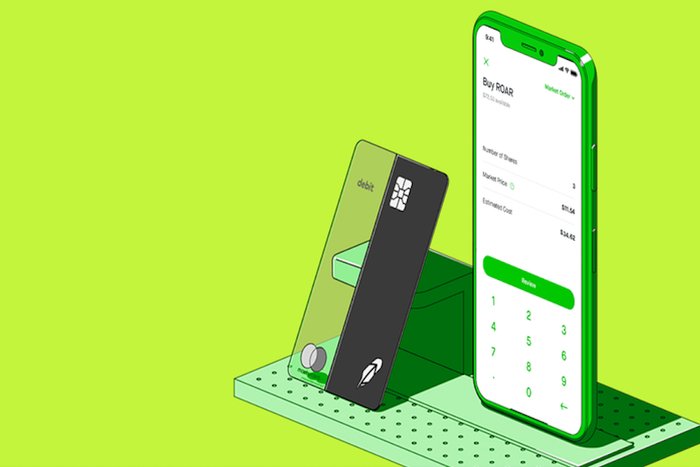 9:41
Buy ROAR
Market Order
Number of Shares
3
Market Price
$11.54
Estimated Cost
$34.62
Review
1 2 3
4 5 6
7 8 9
. 0 ←
debit